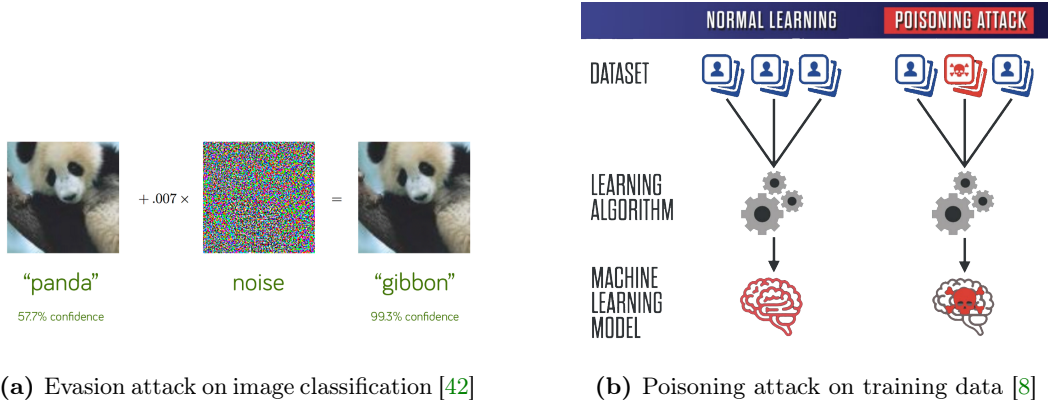 + .007 ×
=
“panda”
noise
“gibbon”
57.7% confidence
99.3% confidence
(a) Evasion attack on image classification [42]
NORMAL LEARNING
POISONING ATTACK
DATASET
LEARNING
ALGORITHM
MACHINE
LEARNING
MODEL
(b) Poisoning attack on training data [8]